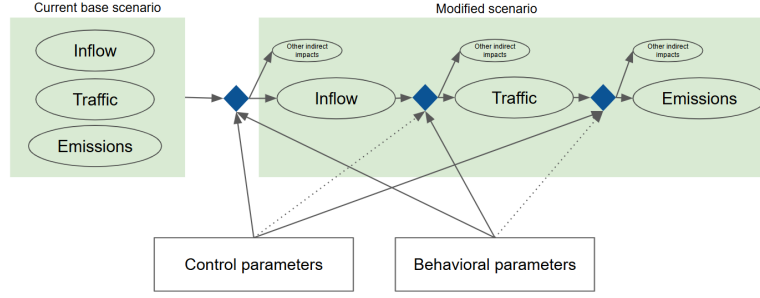 Current base scenario
Modified scenario
Inflow
Traffic
Emissions
Other indirect
impacts
Other indirect
impacts
Other indirect
impacts
Inflow
Traffic
Emissions
Control parameters
Behavioral parameters